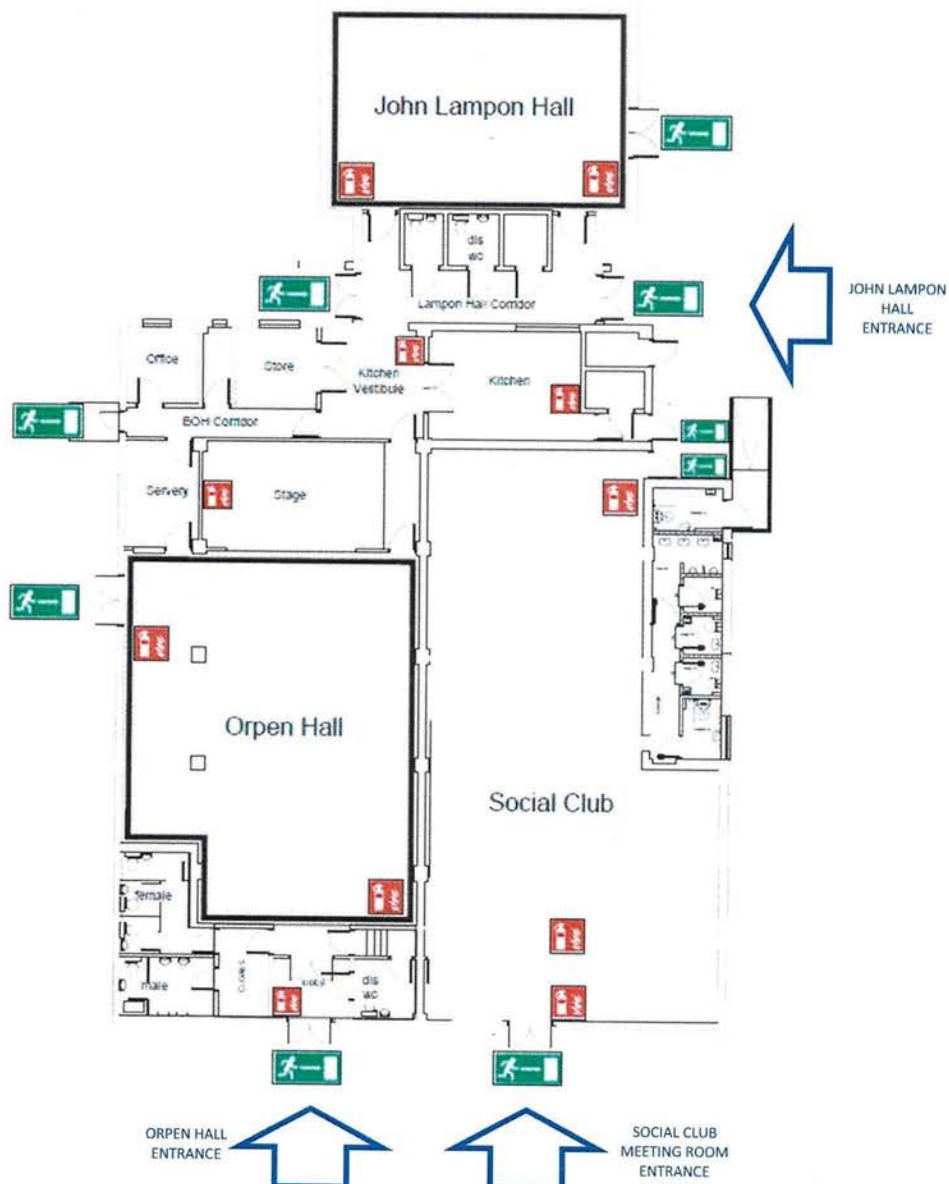 John Lampon Hall
dis
wc
Lampon Hall Corridor
JOHN LAMPON
HALL
ENTRANCE
Office
Store
Kitchen
Vestibule
Kitchen
BOH Corridor
Servery
Stage
Orpen Hall
Social Club
female
male
dis
wc
ORPEN HALL
ENTRANCE
SOCIAL CLUB
MEETING ROOM
ENTRANCE